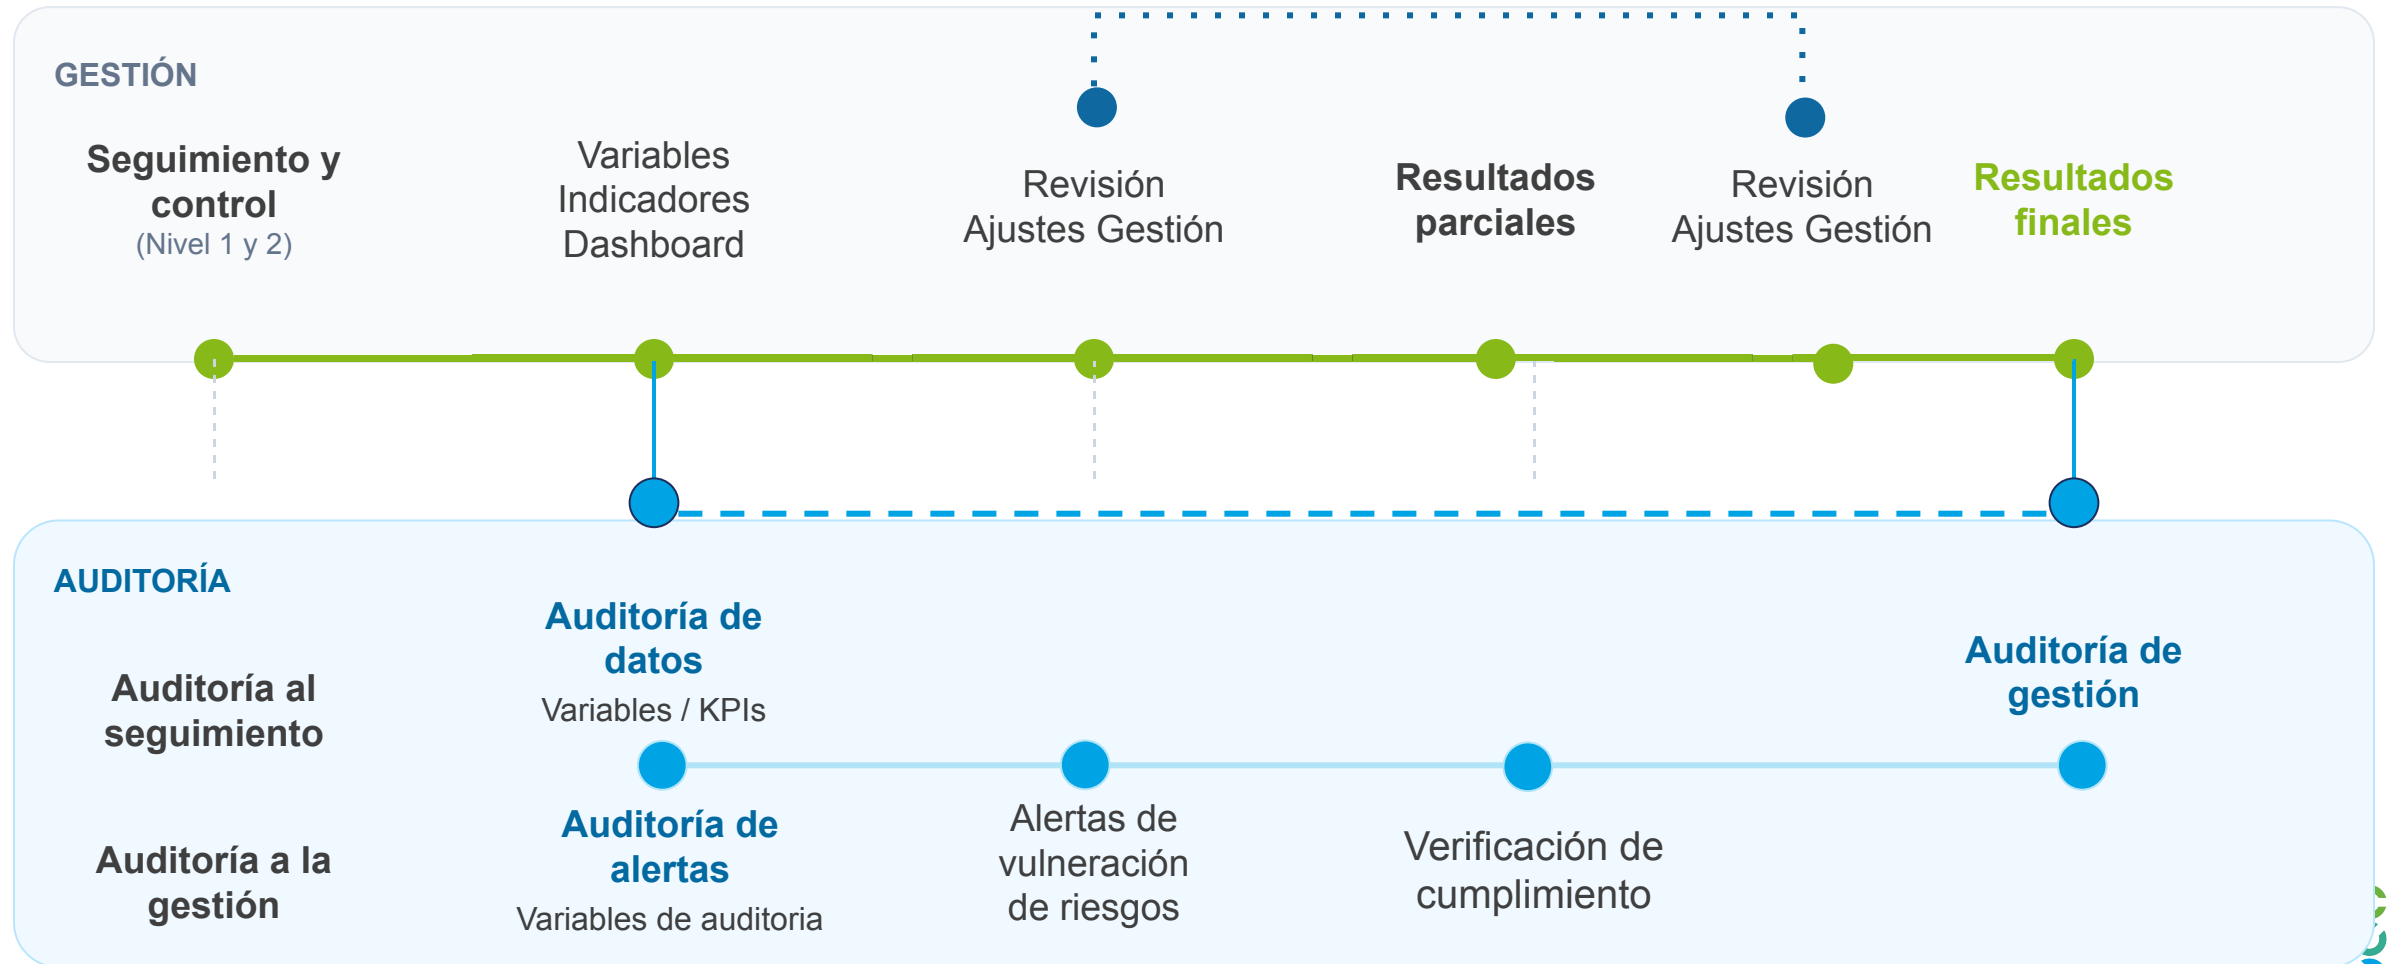 GESTIÓN
Seguimiento y
control
(Nivel 1 y 2)
Variables
Indicadores
Dashboard
Revisión
Ajustes Gestión
Resultados
parciales
Revisión
Ajustes Gestión
Resultados
finales
AUDITORÍA
Auditoría al
seguimiento
Auditoría de
datos
Variables / KPIs
Auditoría de
gestión
Auditoría a la
gestión
Auditoría de
alertas
Variables de auditoria
Alertas de
vulneración
de riesgos
Verificación de
cumplimiento